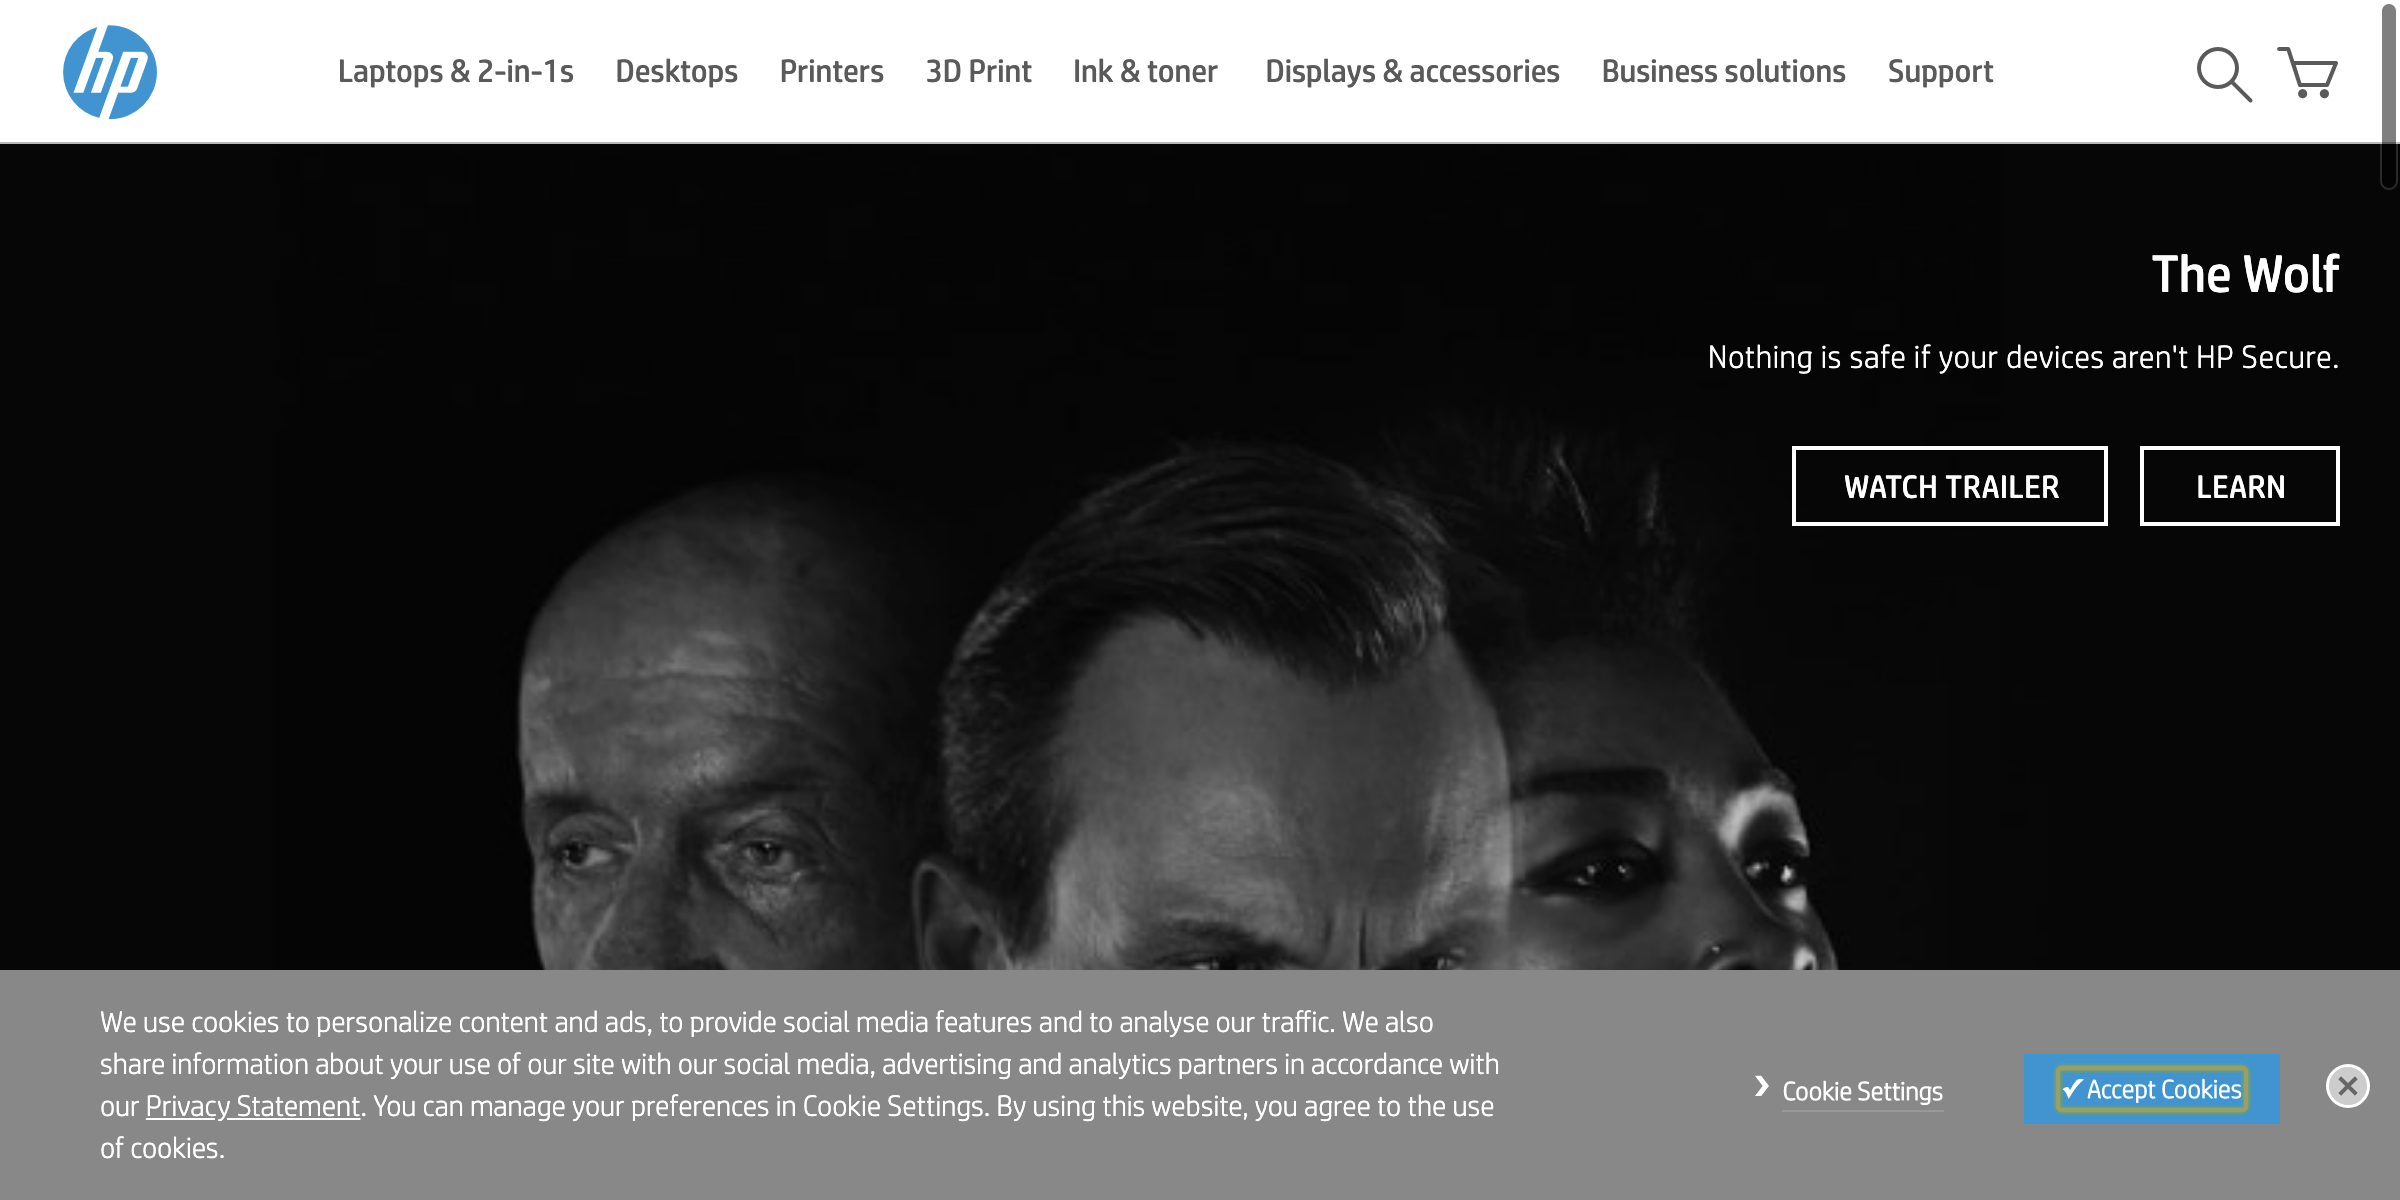 hp
Laptops & 2-in-1s Desktops Printers 3D Print Ink & toner Displays & accessories Business solutions Support
The Wolf
Nothing is safe if your devices aren't HP Secure.
WATCH TRAILER LEARN
We use cookies to personalize content and ads, to provide social media features and to analyse our traffic. We also
share information about your use of our site with our social media, advertising and analytics partners in accordance with
our Privacy Statement. You can manage your preferences in Cookie Settings. By using this website, you agree to the use
of cookies.
Cookie Settings
✓Accept Cookies